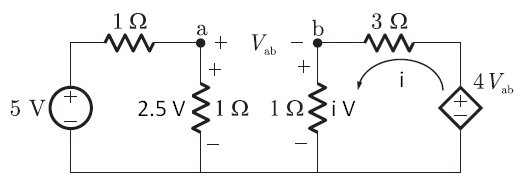 1 Ω a + V_ab − b 3 Ω
5 V + − 2.5 V + − 1 Ω 1 Ω + − i V i + − 4 V_ab